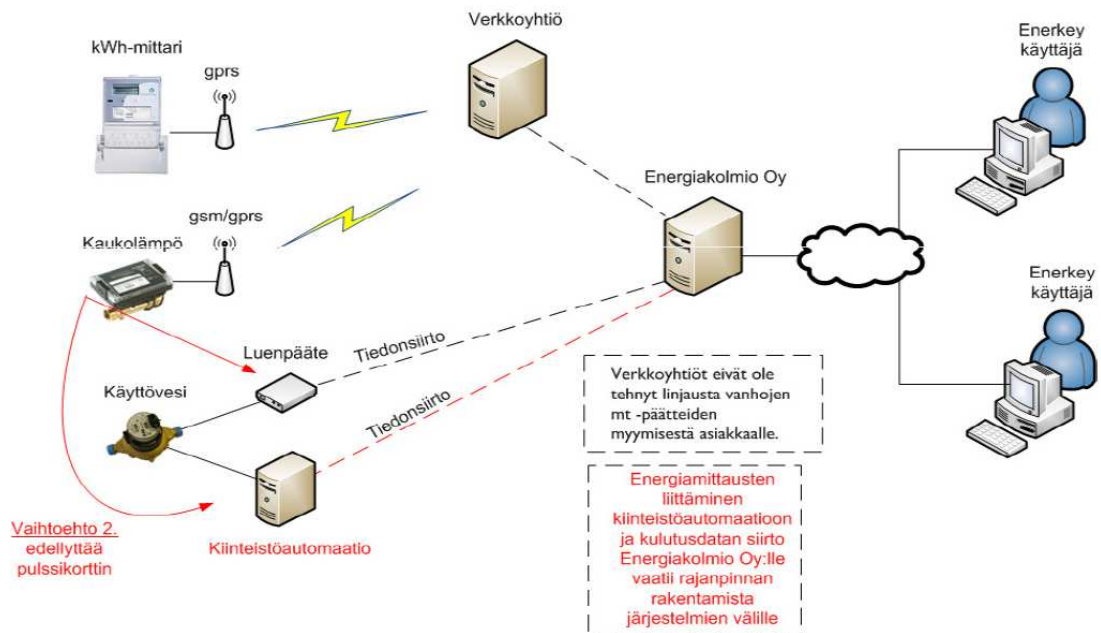 Verkkoyhtiö
Enerkey
käyttäjä
kWh-mittari
gprs
Energiakolmio Oy
gsm/gprs
Kaukolämpö
Enerkey
käyttäjä
Luenpääte
Tiedonsiirto
Käyttövesi
Tiedonsiirto
Verkkoyhtiöt eivät ole
tehnyt linjausta vanhojen
mt -päätteiden
myymisestä asiakkaalle.
Vaihtoehto 2.
edellyttää
pulssikorttin
Kiinteistöautomaatio
Energiamittausten
liittäminen
kiinteistöautomaatioon
ja kulutusdatan siirto
Energiakolmio Oy:lle
vaatii rajanpinnan
rakentamista
järjestelmien välille